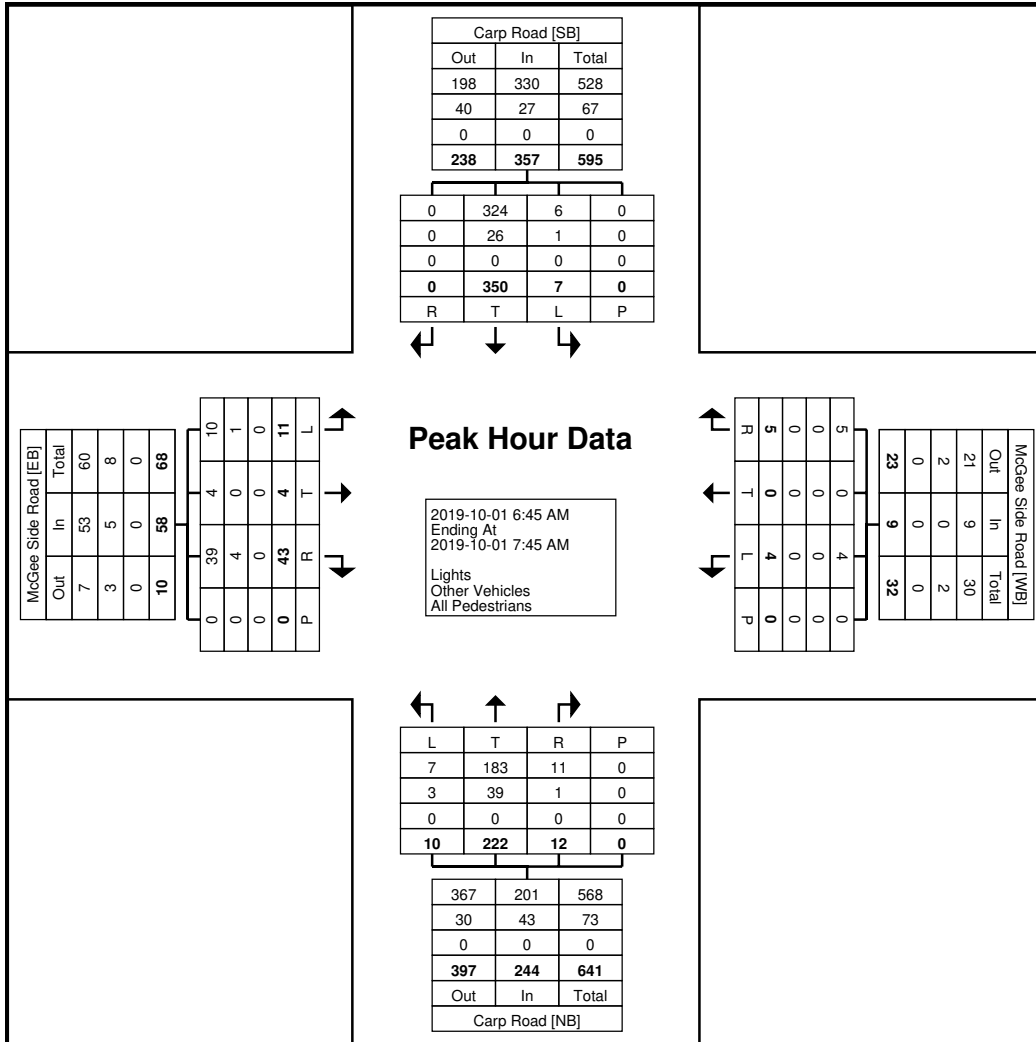 Carp Road [SB]
Out In Total
198 330 528
40 27 67
0 0 0
238 357 595
0 324 6 0
0 26 1 0
0 0 0 0
0 350 7 0
R T L P
McGee Side Road [EB]
Total In Out
60 53 7
8 5 3
0 0 0
68 58 10
10 4 39 0
1 0 4 0
0 0 0 0
11 4 43 0
L T R P
Peak Hour Data
2019-10-01 6:45 AM
Ending At
2019-10-01 7:45 AM
Lights
Other Vehicles
All Pedestrians
R T L P
5 0 4 0
0 0 0 0
0 0 0 0
5 0 4 0
23 9 32
0 0 0
2 0 2
21 9 30
Out In Total
McGee Side Road [WB]
L T R P
7 183 11 0
3 39 1 0
0 0 0 0
10 222 12 0
367 201 568
30 43 73
0 0 0
397 244 641
Out In Total
Carp Road [NB]